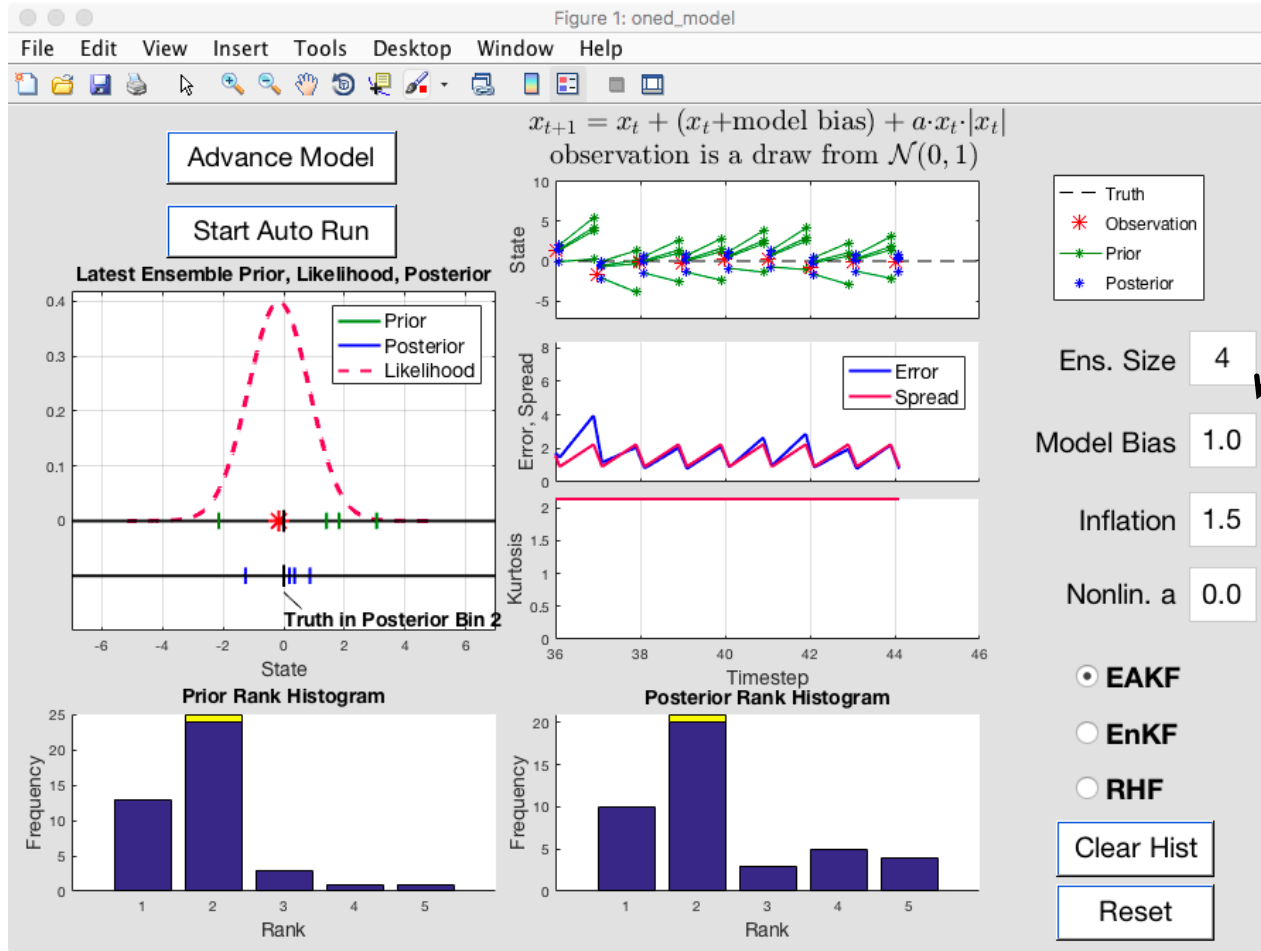 Figure 1: oned_model
File Edit View Insert Tools Desktop Window Help
x_{t+1} = x_t + (x_t+model bias) + a·x_t·|x_t|
observation is a draw from 𝒩(0, 1)
Advance Model
Start Auto Run
Latest Ensemble Prior, Likelihood, Posterior
0.4
0.3
0.2
0.1
0
Prior
Posterior
Likelihood
Truth in Posterior Bin 2
-6 -4 -2 0 2 4 6
State
State
10
5
0
-5
Truth
Observation
Prior
Posterior
Error, Spread
8
6
4
2
0
Error
Spread
Kurtosis
2
1.5
1
0.5
0
36 38 40 42 44 46
Timestep
Ens. Size 4
Model Bias 1.0
Inflation 1.5
Nonlin. a 0.0
EAKF
EnKF
RHF
Clear Hist
Reset
Prior Rank Histogram
Frequency
25
20
15
10
5
0
1 2 3 4 5
Rank
Posterior Rank Histogram
Frequency
20
15
10
5
0
1 2 3 4 5
Rank